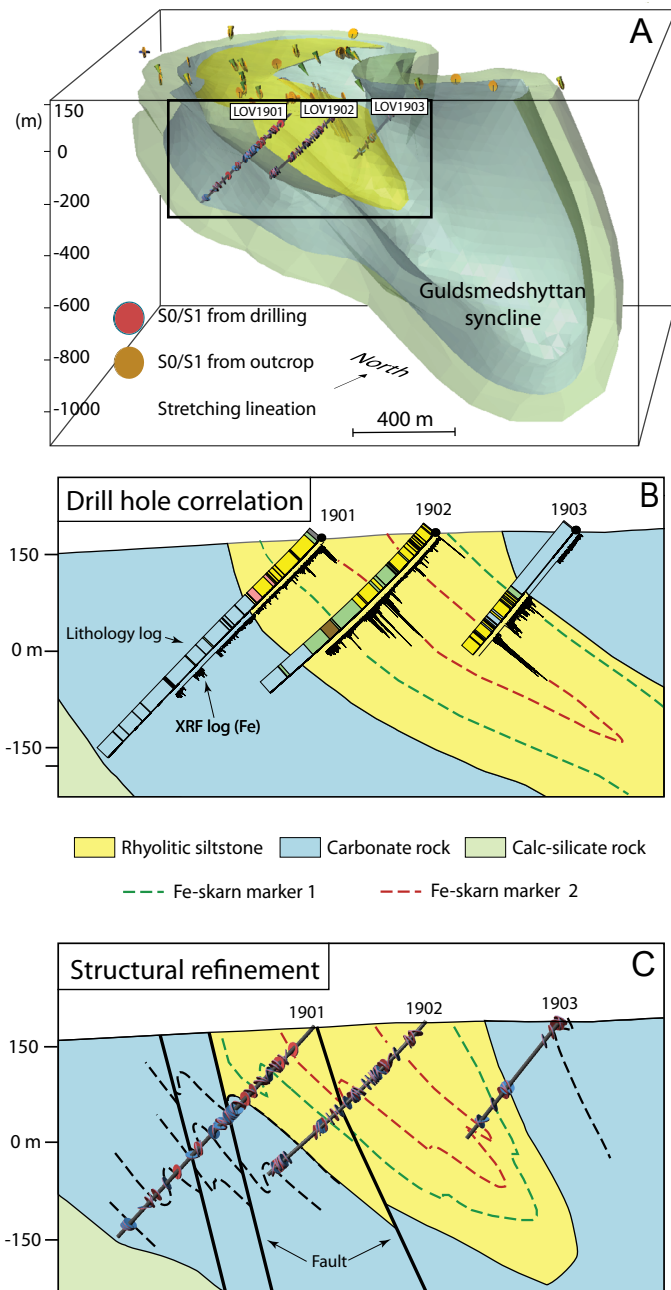 A
(m)
150
0
-200
-400
-600
-800
-1000
LOV1901
LOV1902
LOV1903
Guldsmedshyttan
syncline
S0/S1 from drilling
S0/S1 from outcrop
Stretching lineation
North
400 m
Drill hole correlation
B
1901
1902
1903
150
0 m
-150
Lithology log
XRF log (Fe)
Rhyolitic siltstone
Carbonate rock
Calc-silicate rock
Fe-skarn marker 1
Fe-skarn marker 2
Structural refinement
C
1901
1902
1903
150
0 m
-150
Fault